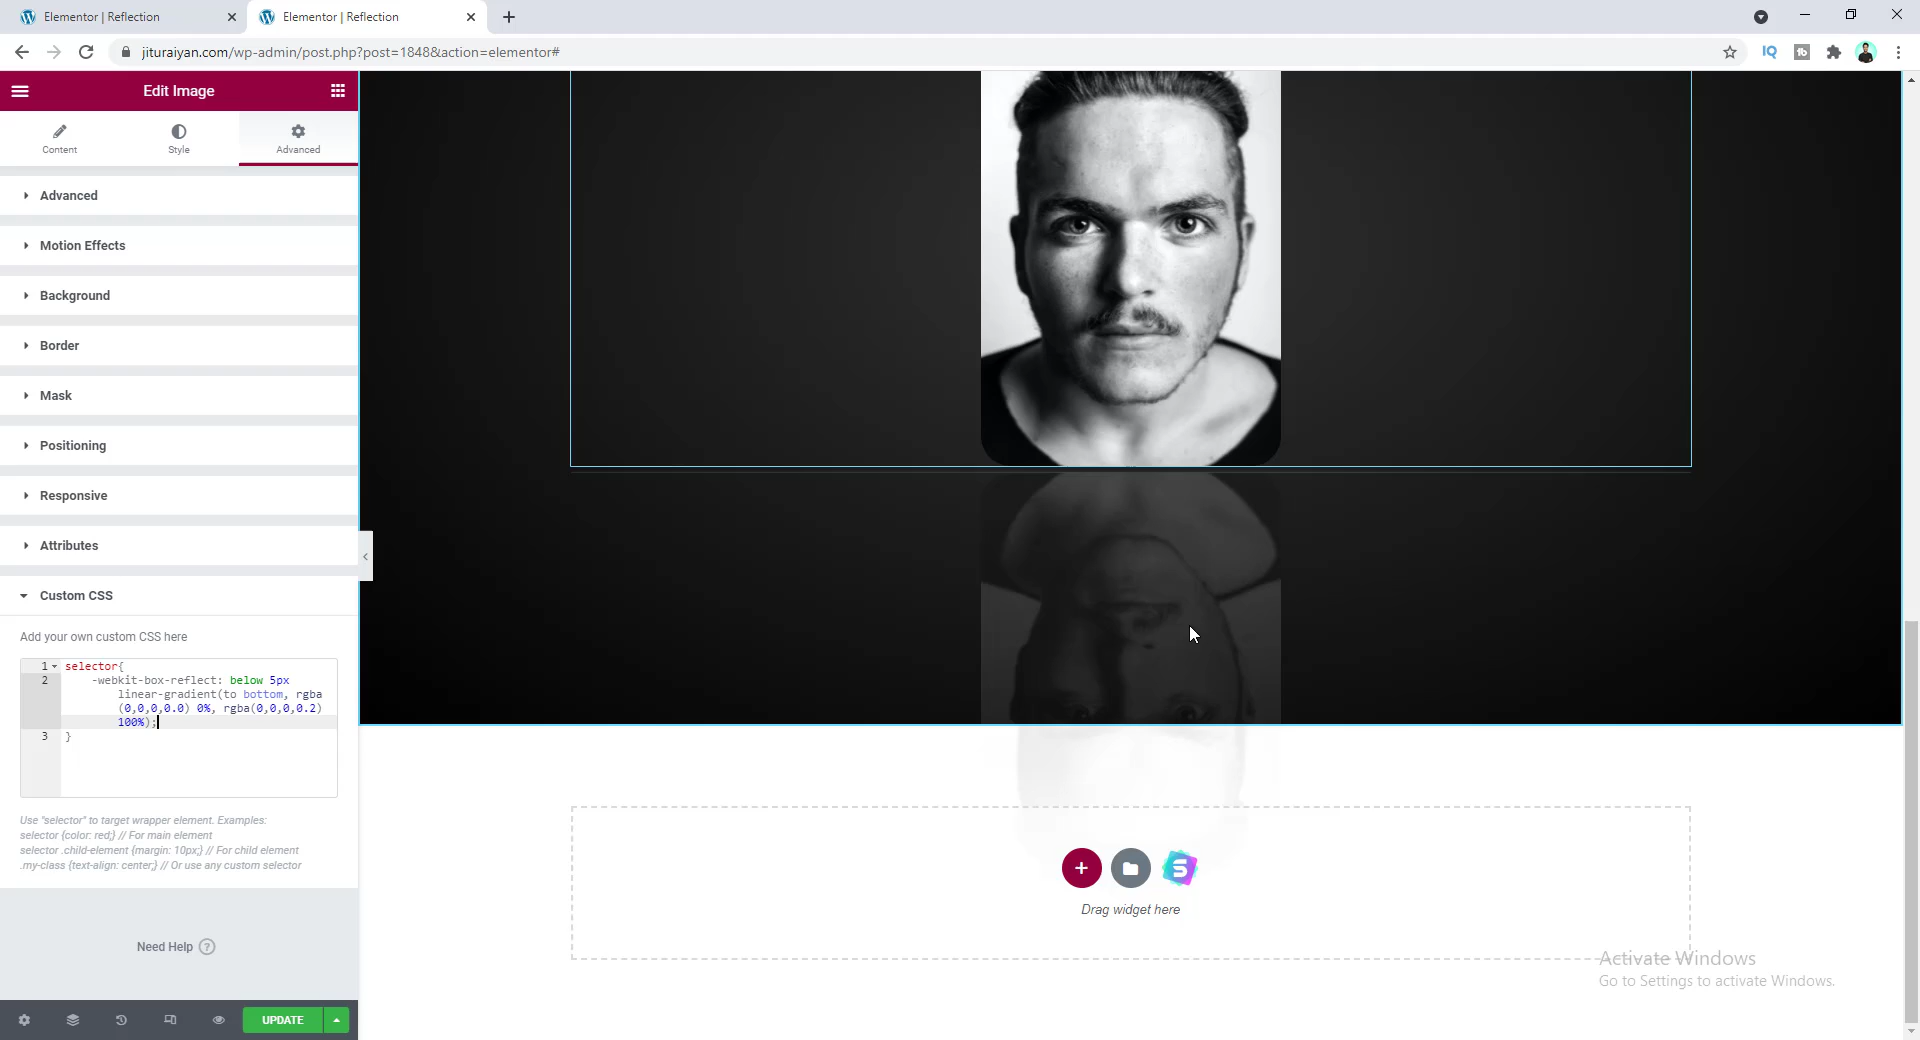 Elementor | Reflection
Elementor | Reflection
jituraiyan.com/wp-admin/post.php?post=1848&action=elementor#
IQ
tb
Edit Image
Content
Style
Advanced
Advanced
Motion Effects
Background
Border
Mask
Positioning
Responsive
Attributes
Custom CSS
Add your own custom CSS here
1 selector{
2 -webkit-box-reflect: below 5px
linear-gradient(to bottom, rgba
(0,0,0,0.0) 0%, rgba(0,0,0,0.2)
100%);
3 }
Use "selector" to target wrapper element. Examples:
selector {color: red;} // For main element
selector .child-element {margin: 10px;} // For child element
.my-class {text-align: center;} // Or use any custom selector
Need Help ?
UPDATE
S
Drag widget here
Activate Windows
Go to Settings to activate Windows.